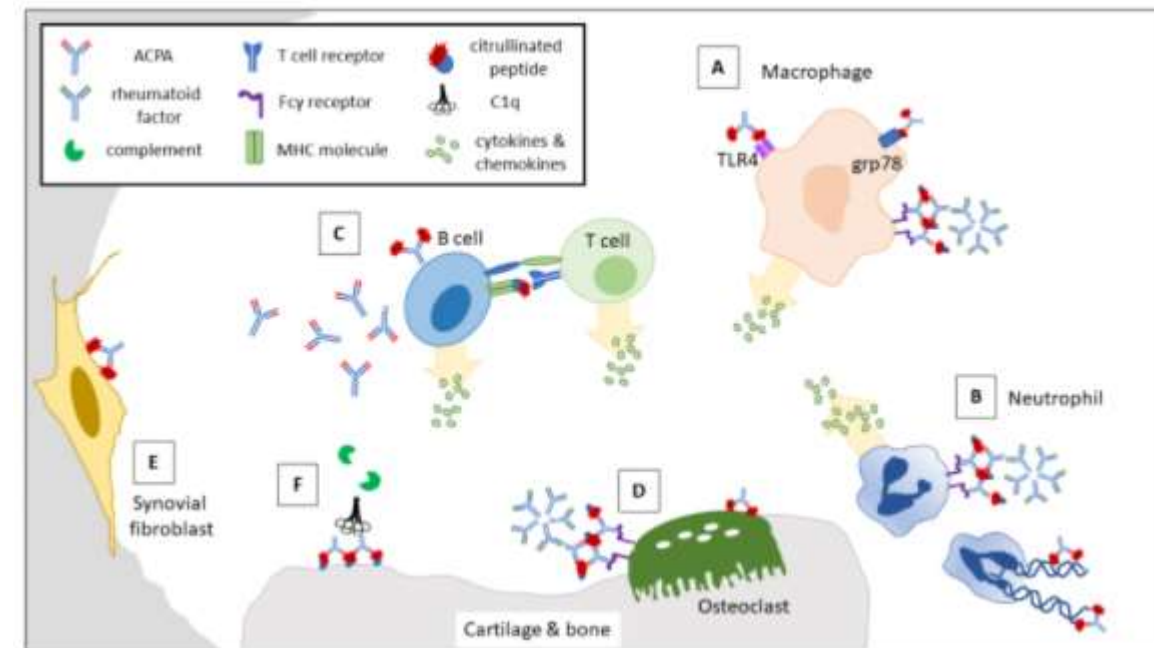 ACPA
T cell receptor
citrullinated
peptide
rheumatoid
factor
Fcγ receptor
C1q
complement
MHC molecule
cytokines &
chemokines
A
Macrophage
TLR4
grp78
C
B cell
T cell
B
Neutrophil
E
Synovial
fibroblast
F
D
Osteoclast
Cartilage & bone